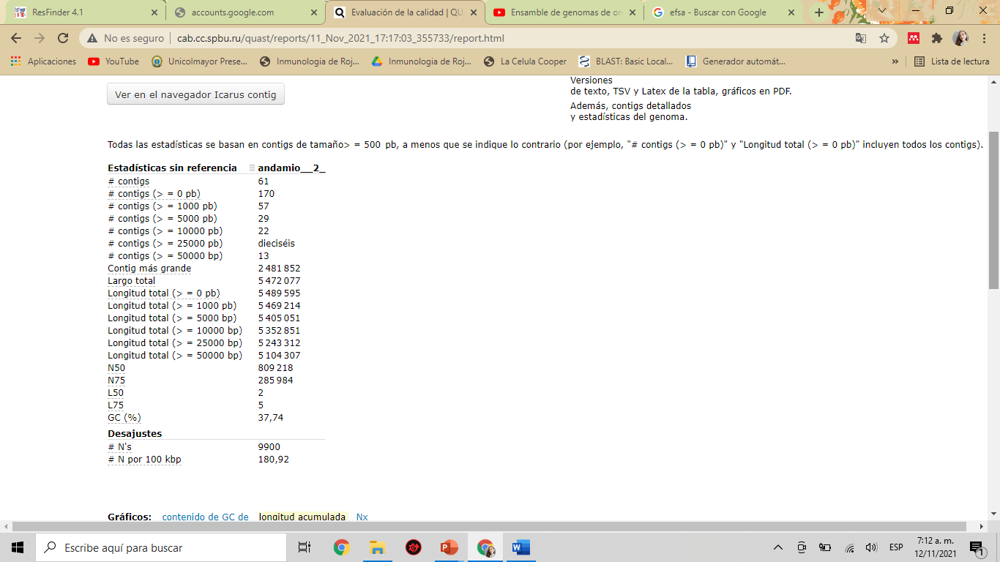 ResFinder 4.1
accounts.google.com
Evaluación de la calidad | QU
Ensamble de genomas de or
efsa - Buscar con Google
No es seguro | cab.cc.spbu.ru/quast/reports/11_Nov_2021_17:17:03_355733/report.html
Aplicaciones YouTube Unicolmayor Prese... Inmunologia de Roj... Inmunologia de Roj... La Celula Cooper BLAST: Basic Local... Generador automát... » Lista de lectura
Versiones
de texto, TSV y Latex de la tabla, gráficos en PDF.
Ver en el navegador Icarus contig
Además, contigs detallados
y estadísticas del genoma.
Todas las estadísticas se basan en contigs de tamaño> = 500 pb, a menos que se indique lo contrario (por ejemplo, "# contigs (> = 0 pb)" y "Longitud total (> = 0 pb)" incluyen todos los contigs).
Estadísticas sin referencia andamio__2_
# contigs 61
# contigs (> = 0 pb) 170
# contigs (> = 1000 pb) 57
# contigs (> = 5000 pb) 29
# contigs (> = 10000 pb) 22
# contigs (> = 25000 pb) dieciséis
# contigs (> = 50000 bp) 13
Contig más grande 2 481 852
Largo total 5 472 077
Longitud total (> = 0 pb) 5 489 595
Longitud total (> = 1000 pb) 5 469 214
Longitud total (> = 5000 bp) 5 405 051
Longitud total (> = 10000 bp) 5 352 851
Longitud total (> = 25000 bp) 5 243 312
Longitud total (> = 50000 bp) 5 104 307
N50 809 218
N75 285 984
L50 2
L75 5
GC (%) 37,74
Desajustes
# N's 9900
# N por 100 kbp 180,92
Gráficos: contenido de GC de longitud acumulada Nx
Escribe aquí para buscar
ESP
7:12 a. m.
12/11/2021
1